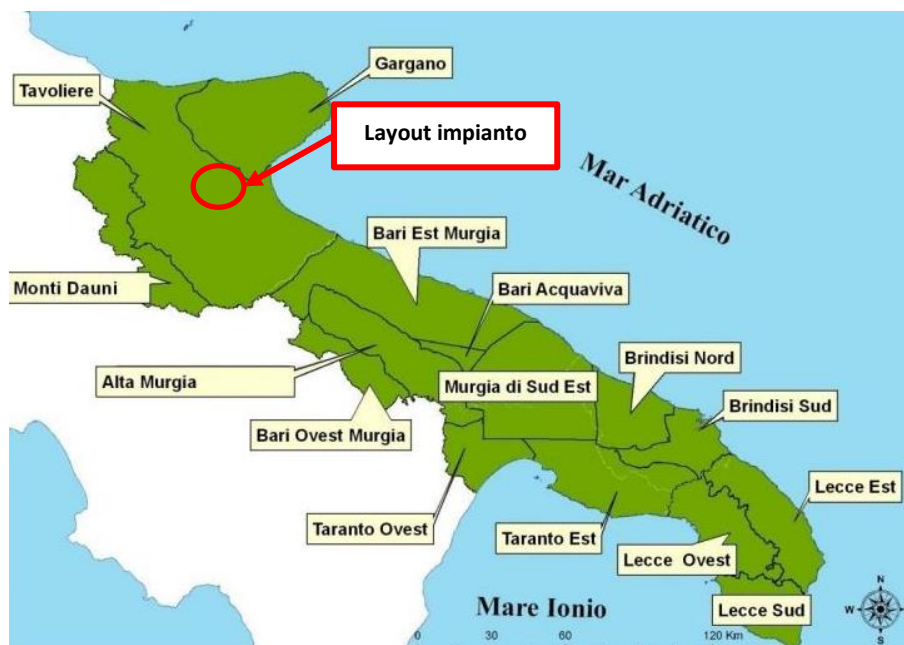 Gargano
Tavoliere
Layout impianto
Mar Adriatico
Bari Est Murgia
Monti Dauni
Bari Acquaviva
Brindisi Nord
Alta Murgia
Murgia di Sud Est
Brindisi Sud
Bari Ovest Murgia
Lecce Est
Taranto Ovest
Taranto Est
Lecce Ovest
Mare Ionio
Lecce Sud
N
W E
S
0 30 60 120 Km